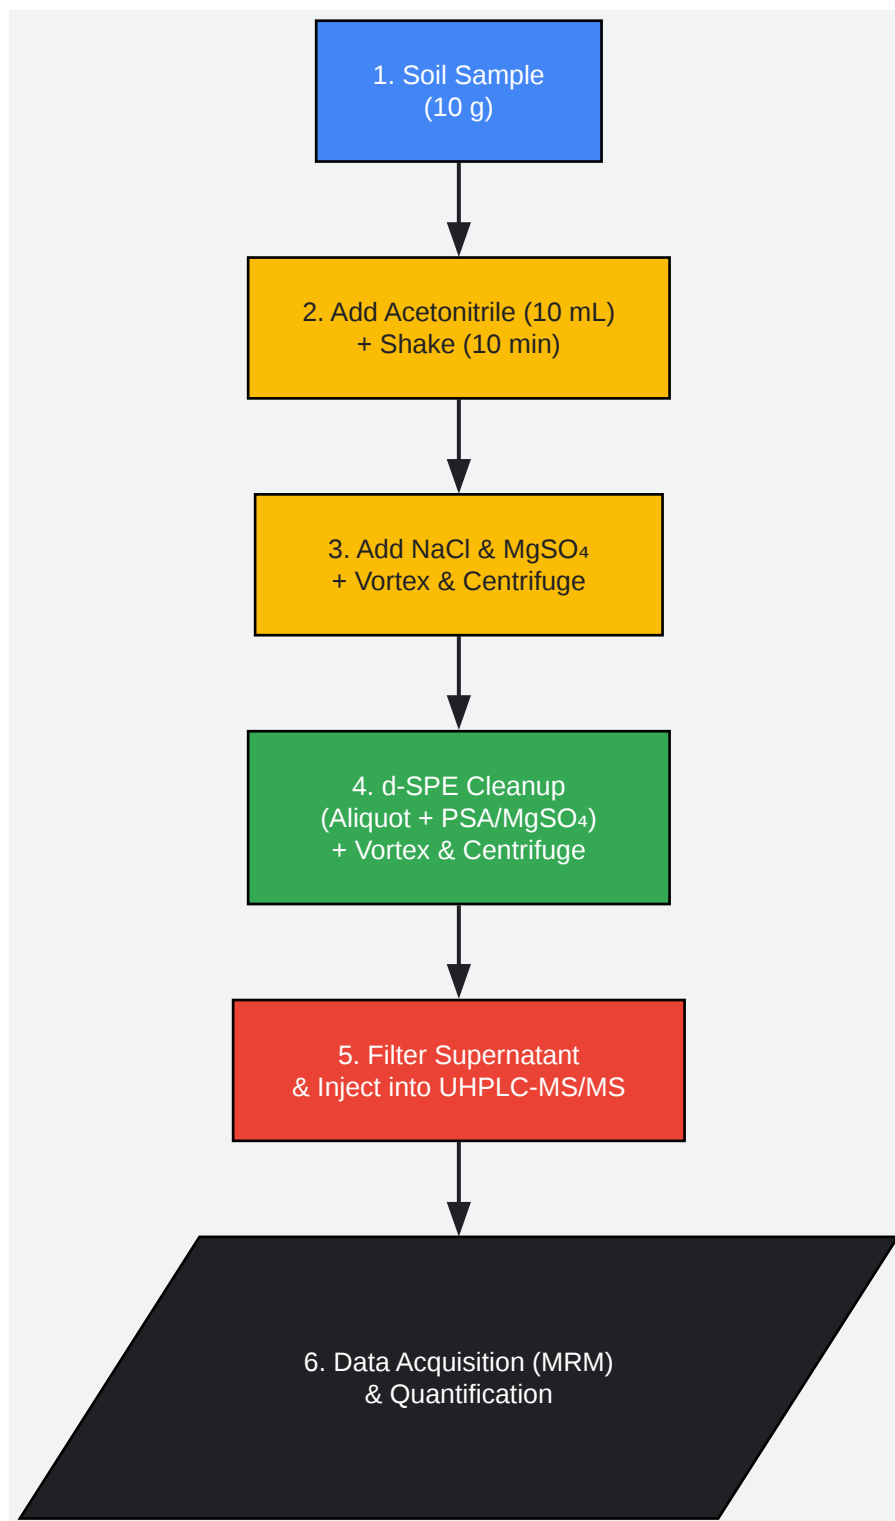 1. Soil Sample
(10 g)
2. Add Acetonitrile (10 mL)
+ Shake (10 min)
3. Add NaCl & MgSO₄
+ Vortex & Centrifuge
4. d-SPE Cleanup
(Aliquot + PSA/MgSO₄)
+ Vortex & Centrifuge
5. Filter Supernatant
& Inject into UHPLC-MS/MS
6. Data Acquisition (MRM)
& Quantification